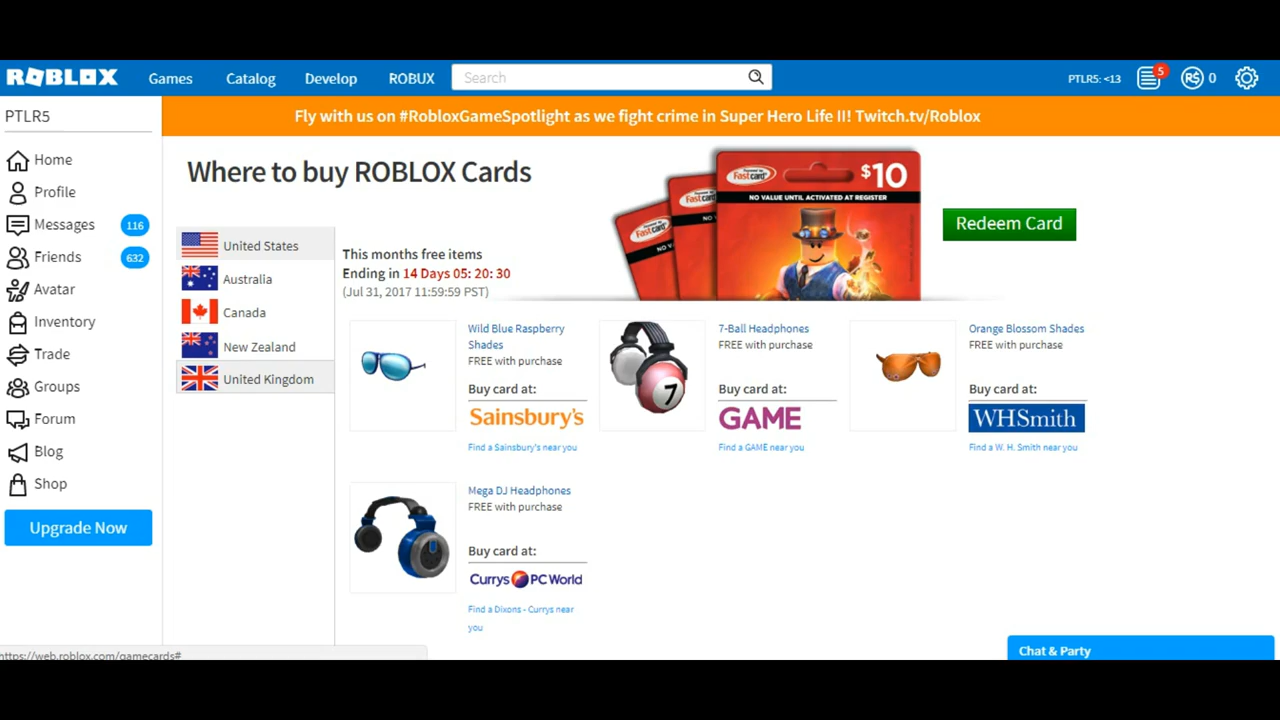 ROBLOX Games Catalog Develop ROBUX Search PTLR5: <13 5 R$ 0
PTLR5
Fly with us on #RobloxGameSpotlight as we fight crime in Super Hero Life II! Twitch.tv/Roblox
Home
Profile
Messages 116
Friends 632
Avatar
Inventory
Trade
Groups
Forum
Blog
Shop
Upgrade Now
Where to buy ROBLOX Cards
Fastcard
Fastcard
Fastcard $10
NO VALUE UNTIL ACTIVATED AT REGISTER
Redeem Card
United States
Australia
Canada
New Zealand
United Kingdom
This months free items
Ending in 14 Days 05: 20: 30
(Jul 31, 2017 11:59:59 PST)
Wild Blue Raspberry
Shades
FREE with purchase
Buy card at:
Sainsbury's
Find a Sainsbury's near you
7-Ball Headphones
FREE with purchase
Buy card at:
GAME
Find a GAME near you
7
Orange Blossom Shades
FREE with purchase
Buy card at:
WHSmith
Find a W. H. Smith near you
Mega DJ Headphones
FREE with purchase
Buy card at:
Currys PC World
Find a Dixons - Currys near
you
https://web.roblox.com/gamecards#
Chat & Party